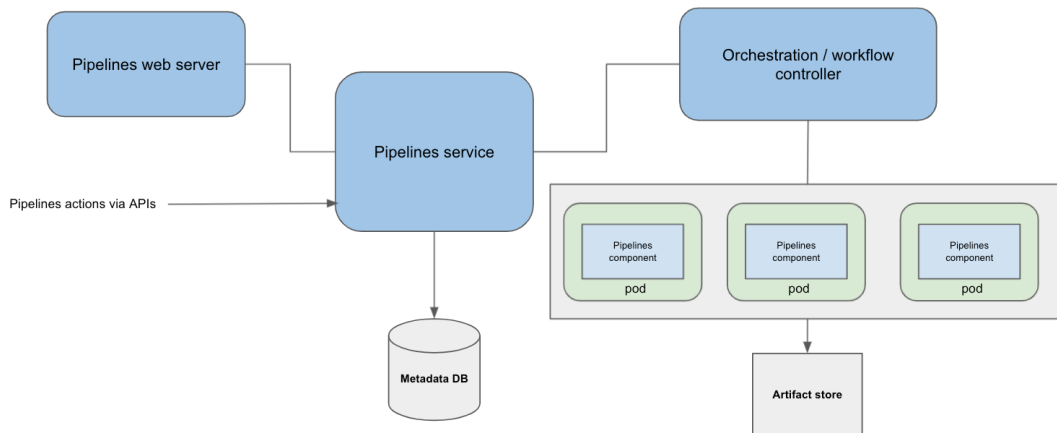 Pipelines web server
Orchestration / workflow
controller
Pipelines service
Pipelines actions via APIs
Pipelines
component
pod
Pipelines
component
pod
Pipelines
component
pod
Metadata DB
Artifact store